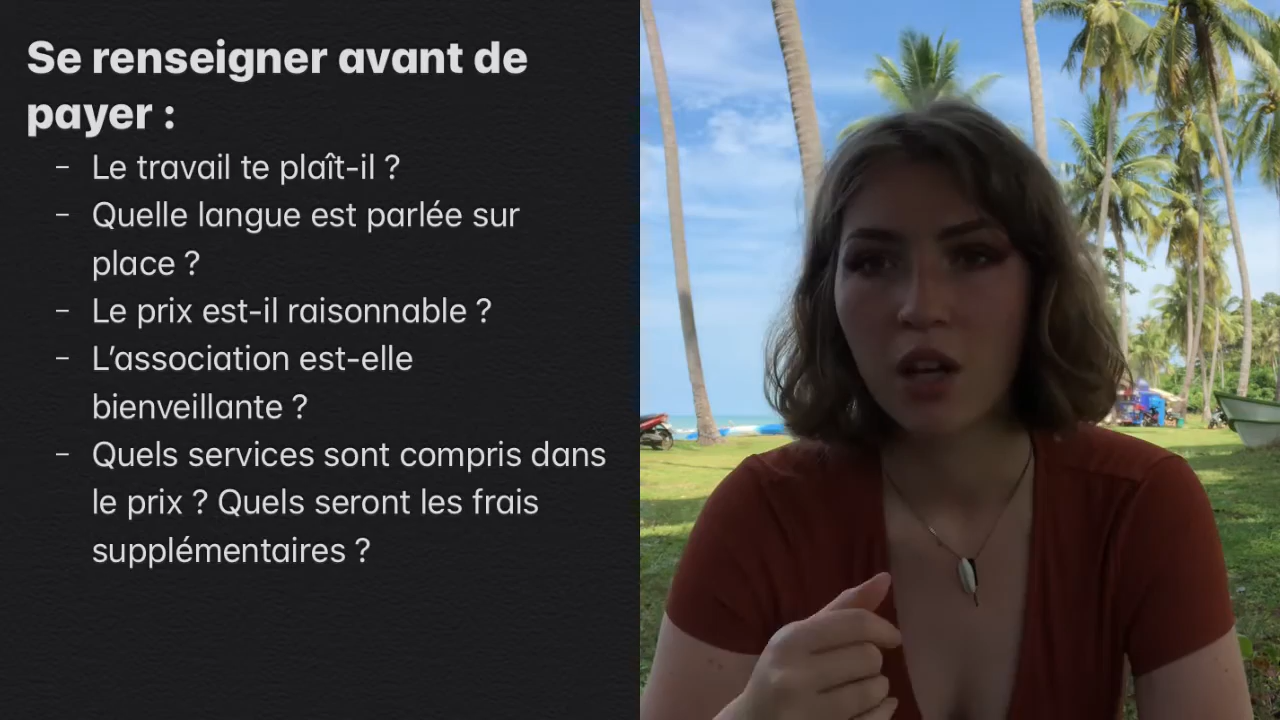 Se renseigner avant de
payer :
- Le travail te plaît-il ?
- Quelle langue est parlée sur
place ?
- Le prix est-il raisonnable ?
- L’association est-elle
bienveillante ?
- Quels services sont compris dans
le prix ? Quels seront les frais
supplémentaires ?